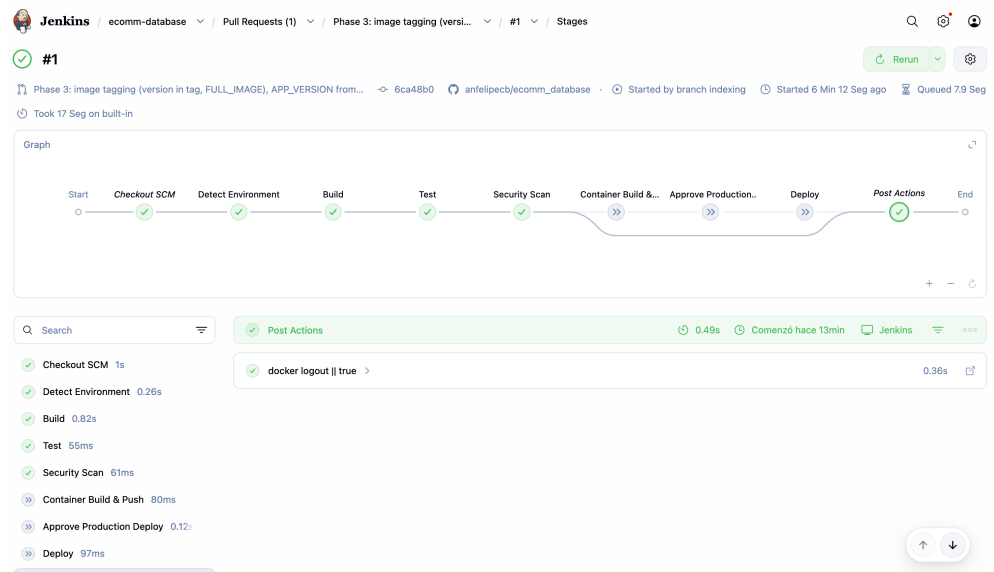 Jenkins / ecomm-database / Pull Requests (1) / Phase 3: image tagging (versi... / #1 / Stages
#1
Rerun
Phase 3: image tagging (version in tag, FULL_IMAGE), APP_VERSION from... 6ca48b0 anfelipecb/ecomm_database · Started by branch indexing Started 6 Min 12 Seg ago Queued 7.9 Seg
Took 17 Seg on built-in
Graph
Start Checkout SCM Detect Environment Build Test Security Scan Container Build &... Approve Production.. Deploy Post Actions End
Search
Post Actions 0.49s Comenzó hace 13min Jenkins
docker logout || true 0.36s
Checkout SCM 1s
Detect Environment 0.26s
Build 0.82s
Test 55ms
Security Scan 61ms
Container Build & Push 80ms
Approve Production Deploy 0.12s
Deploy 97ms